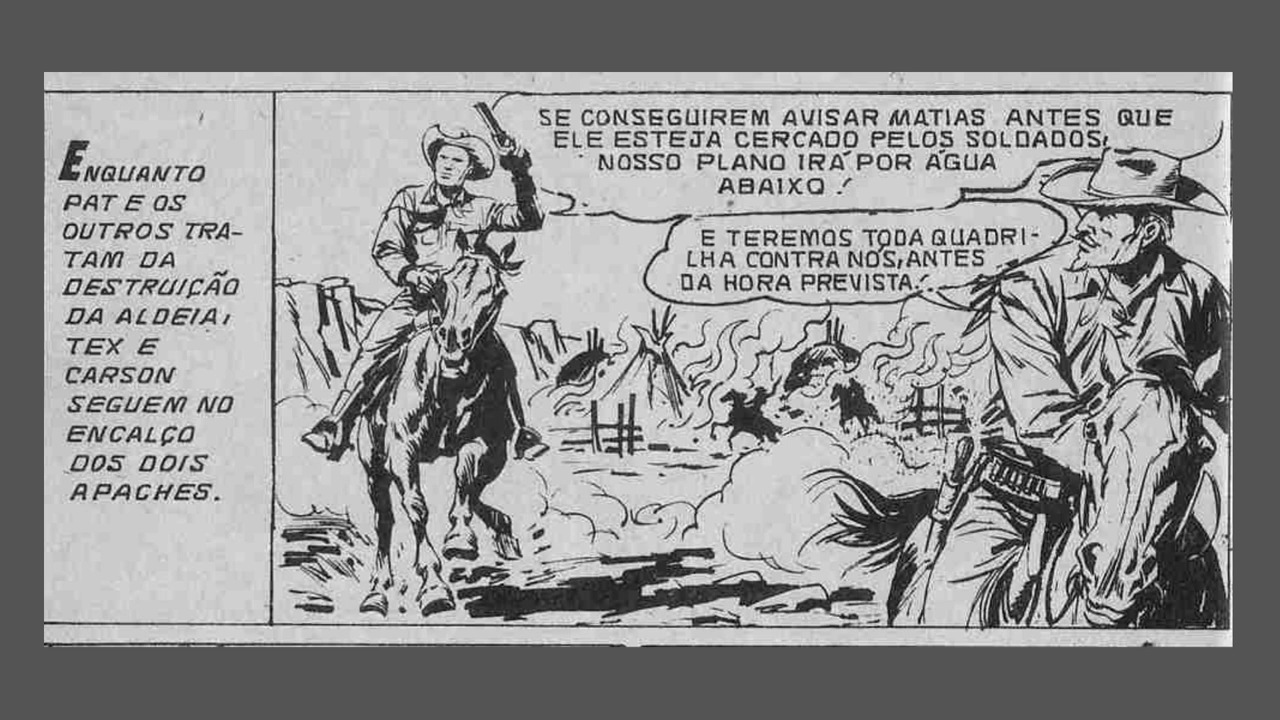 ENQUANTO
PAT E OS
OUTROS TRA-
TAM DA
DESTRUIÇÃO
DA ALDEIA,
TEX E
CARSON
SEGUEM NO
ENCALÇO
DOS DOIS
APACHES.
SE CONSEGUIREM AVISAR MATIAS ANTES QUE
ELE ESTEJA CERCADO PELOS SOLDADOS,
NOSSO PLANO IRÁ POR ÁGUA
ABAIXO!
E TEREMOS TODA QUADRI-
LHA CONTRA NÓS, ANTES
DA HORA PREVISTA.